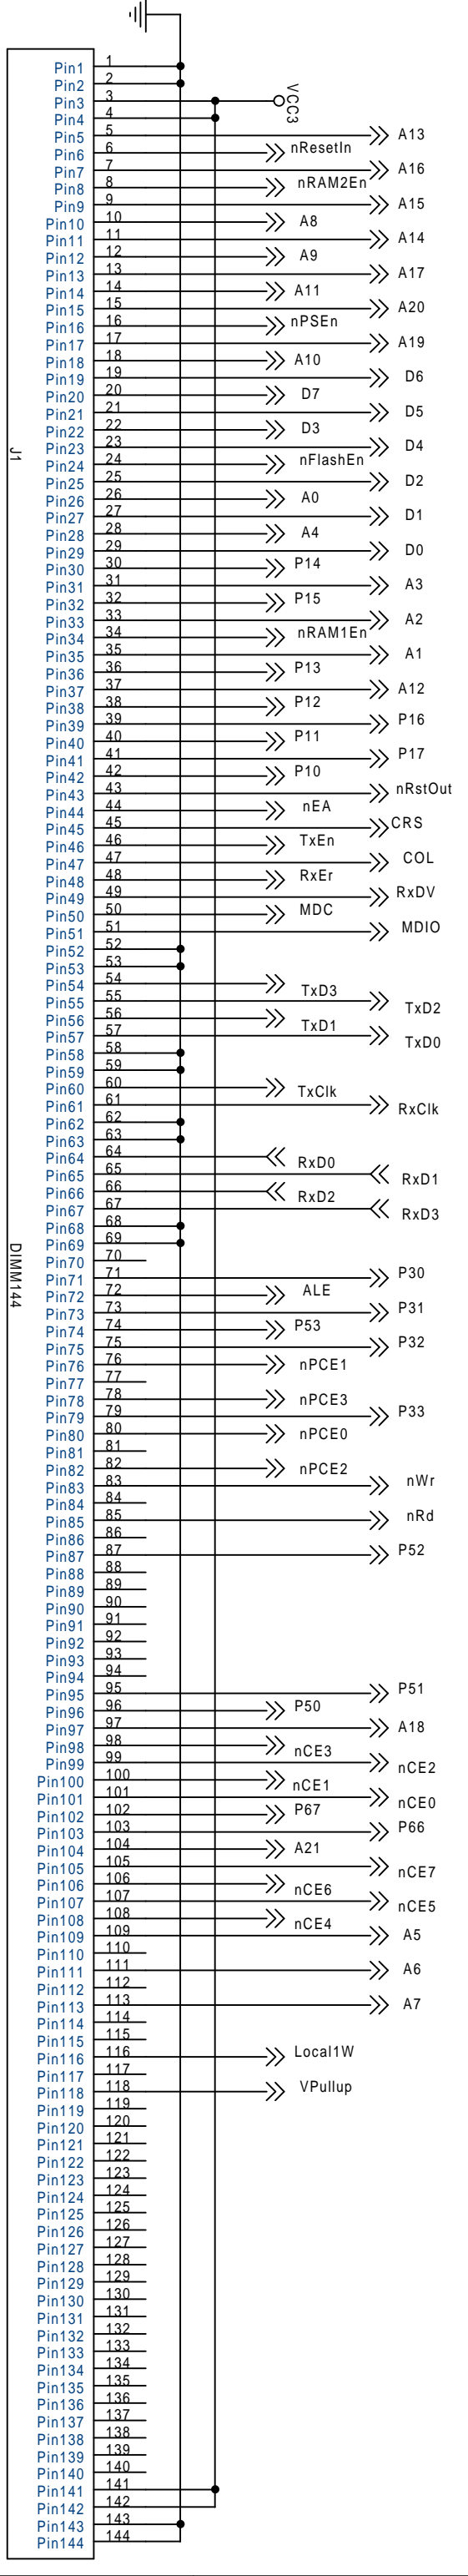 VCC3
J1
DIMM144
Pin1 1
Pin2 2
Pin3 3
Pin4 4
Pin5 5 A13
Pin6 6 nResetIn
Pin7 7 A16
Pin8 8 nRAM2En
Pin9 9 A15
Pin10 10 A8
Pin11 11 A14
Pin12 12 A9
Pin13 13 A17
Pin14 14 A11
Pin15 15 A20
Pin16 16 nPSEn
Pin17 17 A19
Pin18 18 A10
Pin19 19 D6
Pin20 20 D7
Pin21 21 D5
Pin22 22 D3
Pin23 23 D4
Pin24 24 nFlashEn
Pin25 25 D2
Pin26 26 A0
Pin27 27 D1
Pin28 28 A4
Pin29 29 D0
Pin30 30 P14
Pin31 31 A3
Pin32 32 P15
Pin33 33 A2
Pin34 34 nRAM1En
Pin35 35 A1
Pin36 36 P13
Pin37 37 A12
Pin38 38 P12
Pin39 39 P16
Pin40 40 P11
Pin41 41 P17
Pin42 42 P10
Pin43 43 nRstOut
Pin44 44 nEA
Pin45 45 CRS
Pin46 46 TxEn
Pin47 47 COL
Pin48 48 RxEr
Pin49 49 RxDV
Pin50 50 MDC
Pin51 51 MDIO
Pin52 52
Pin53 53
Pin54 54 TxD3
Pin55 55 TxD2
Pin56 56 TxD1
Pin57 57 TxD0
Pin58 58
Pin59 59
Pin60 60 TxClk
Pin61 61 RxClk
Pin62 62
Pin63 63
Pin64 64 RxD0
Pin65 65 RxD1
Pin66 66 RxD2
Pin67 67 RxD3
Pin68 68
Pin69 69
Pin70 70
Pin71 71 P30
Pin72 72 ALE
Pin73 73 P31
Pin74 74 P53
Pin75 75 P32
Pin76 76 nPCE1
Pin77 77
Pin78 78 nPCE3
Pin79 79 P33
Pin80 80 nPCE0
Pin81 81
Pin82 82 nPCE2
Pin83 83 nWr
Pin84 84
Pin85 85 nRd
Pin86 86
Pin87 87 P52
Pin88 88
Pin89 89
Pin90 90
Pin91 91
Pin92 92
Pin93 93
Pin94 94
Pin95 95 P51
Pin96 96 P50
Pin97 97 A18
Pin98 98 nCE3
Pin99 99 nCE2
Pin100 100 nCE1
Pin101 101 nCE0
Pin102 102 P67
Pin103 103 P66
Pin104 104 A21
Pin105 105 nCE7
Pin106 106 nCE6
Pin107 107 nCE5
Pin108 108 nCE4
Pin109 109 A5
Pin110 110
Pin111 111 A6
Pin112 112
Pin113 113 A7
Pin114 114
Pin115 115
Pin116 116 Local1W
Pin117 117
Pin118 118 VPullup
Pin119 119
Pin120 120
Pin121 121
Pin122 122
Pin123 123
Pin124 124
Pin125 125
Pin126 126
Pin127 127
Pin128 128
Pin129 129
Pin130 130
Pin131 131
Pin132 132
Pin133 133
Pin134 134
Pin135 135
Pin136 136
Pin137 137
Pin138 138
Pin139 139
Pin140 140
Pin141 141
Pin142 142
Pin143 143
Pin144 144